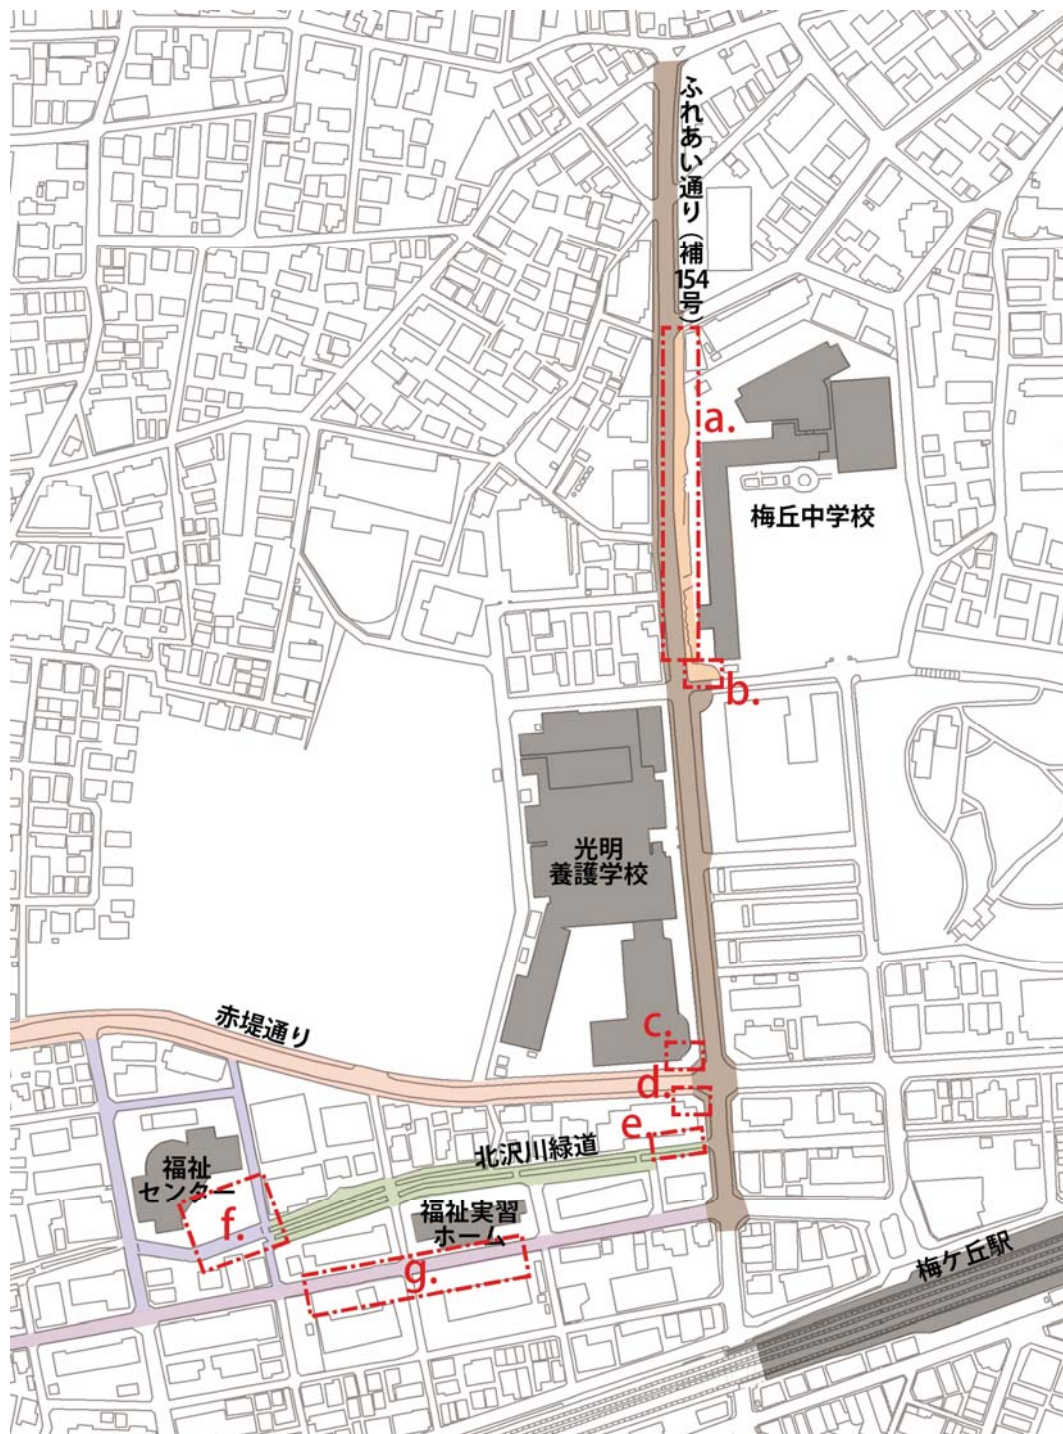 ふれあい通り（補154号）
a.
梅丘中学校
b.
光明
養護学校
赤堤通り
c.
d.
e.
北沢川緑道
福祉
センター
f.
福祉実習
ホーム
g.
梅ケ丘駅